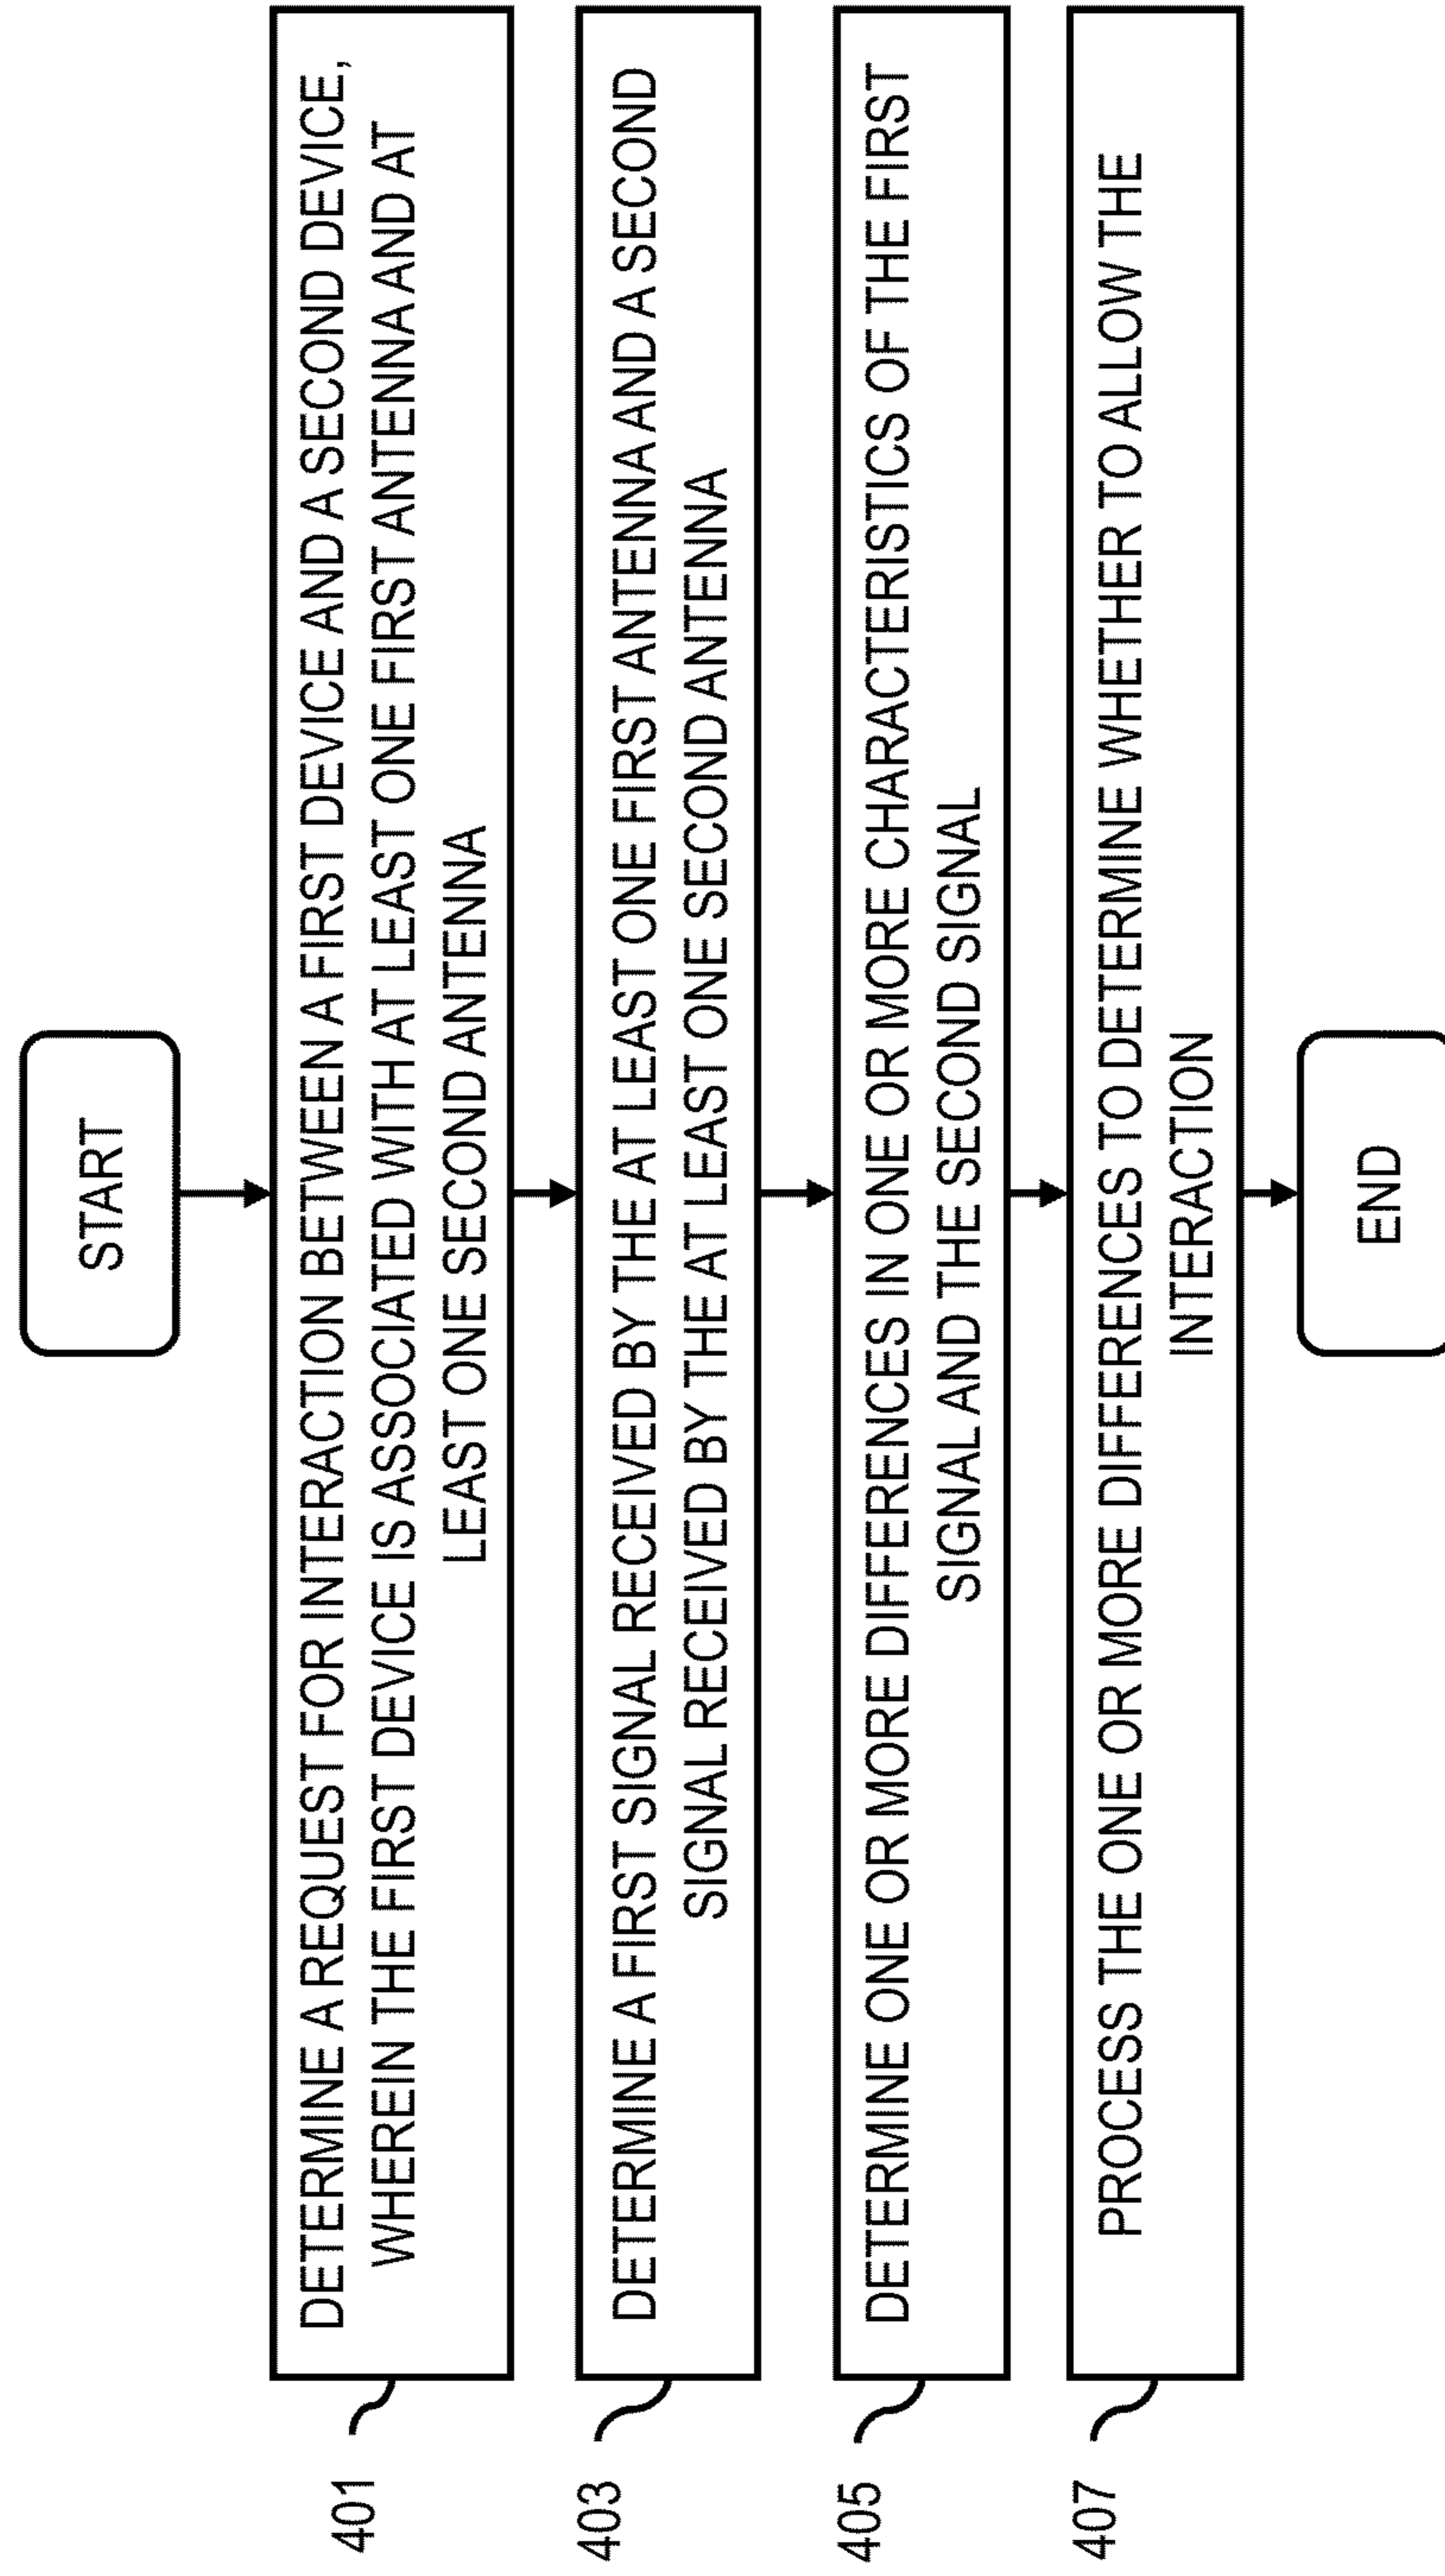 START
401
DETERMINE A REQUEST FOR INTERACTION BETWEEN A FIRST DEVICE AND A SECOND DEVICE,
WHEREIN THE FIRST DEVICE IS ASSOCIATED WITH AT LEAST ONE FIRST ANTENNA AND AT
LEAST ONE SECOND ANTENNA
403
DETERMINE A FIRST SIGNAL RECEIVED BY THE AT LEAST ONE FIRST ANTENNA AND A SECOND
SIGNAL RECEIVED BY THE AT LEAST ONE SECOND ANTENNA
405
DETERMINE ONE OR MORE DIFFERENCES IN ONE OR MORE CHARACTERISTICS OF THE FIRST
SIGNAL AND THE SECOND SIGNAL
407
PROCESS THE ONE OR MORE DIFFERENCES TO DETERMINE WHETHER TO ALLOW THE
INTERACTION
END